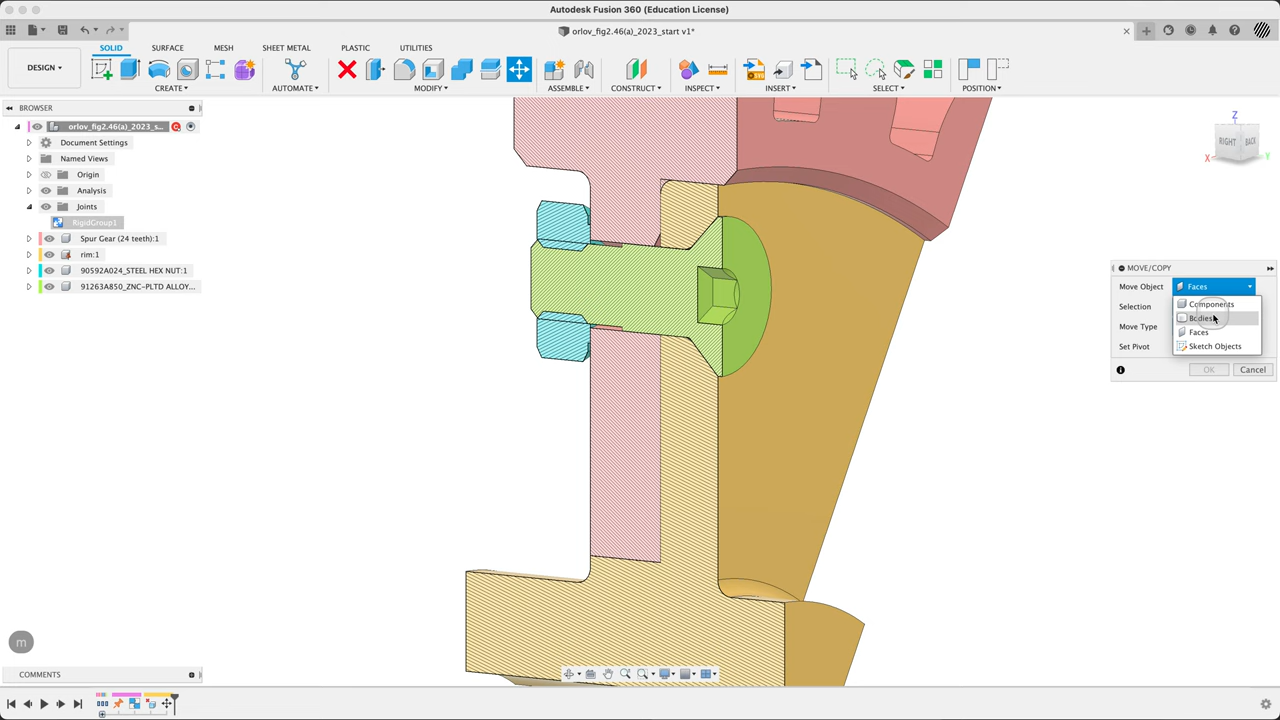 Autodesk Fusion 360 (Education License)
orlov_fig2.46(a)_2023_start v1*
SOLID SURFACE MESH SHEET METAL PLASTIC UTILITIES
DESIGN
CREATE AUTOMATE MODIFY ASSEMBLE CONSTRUCT INSPECT INSERT SELECT POSITION
BROWSER
orlov_fig2.46(a)_2023_s...
Document Settings
Named Views
Origin
Analysis
Joints
RigidGroup1
Spur Gear (24 teeth):1
rim:1
90592A024_STEEL HEX NUT:1
91263A850_ZNC-PLTD ALLOY...
Z
RIGHT BACK
X Y
MOVE/COPY
Move Object Faces
Components
Selection
Bodies
Move Type
Faces
Set Pivot
Sketch Objects
OK Cancel
m
COMMENTS